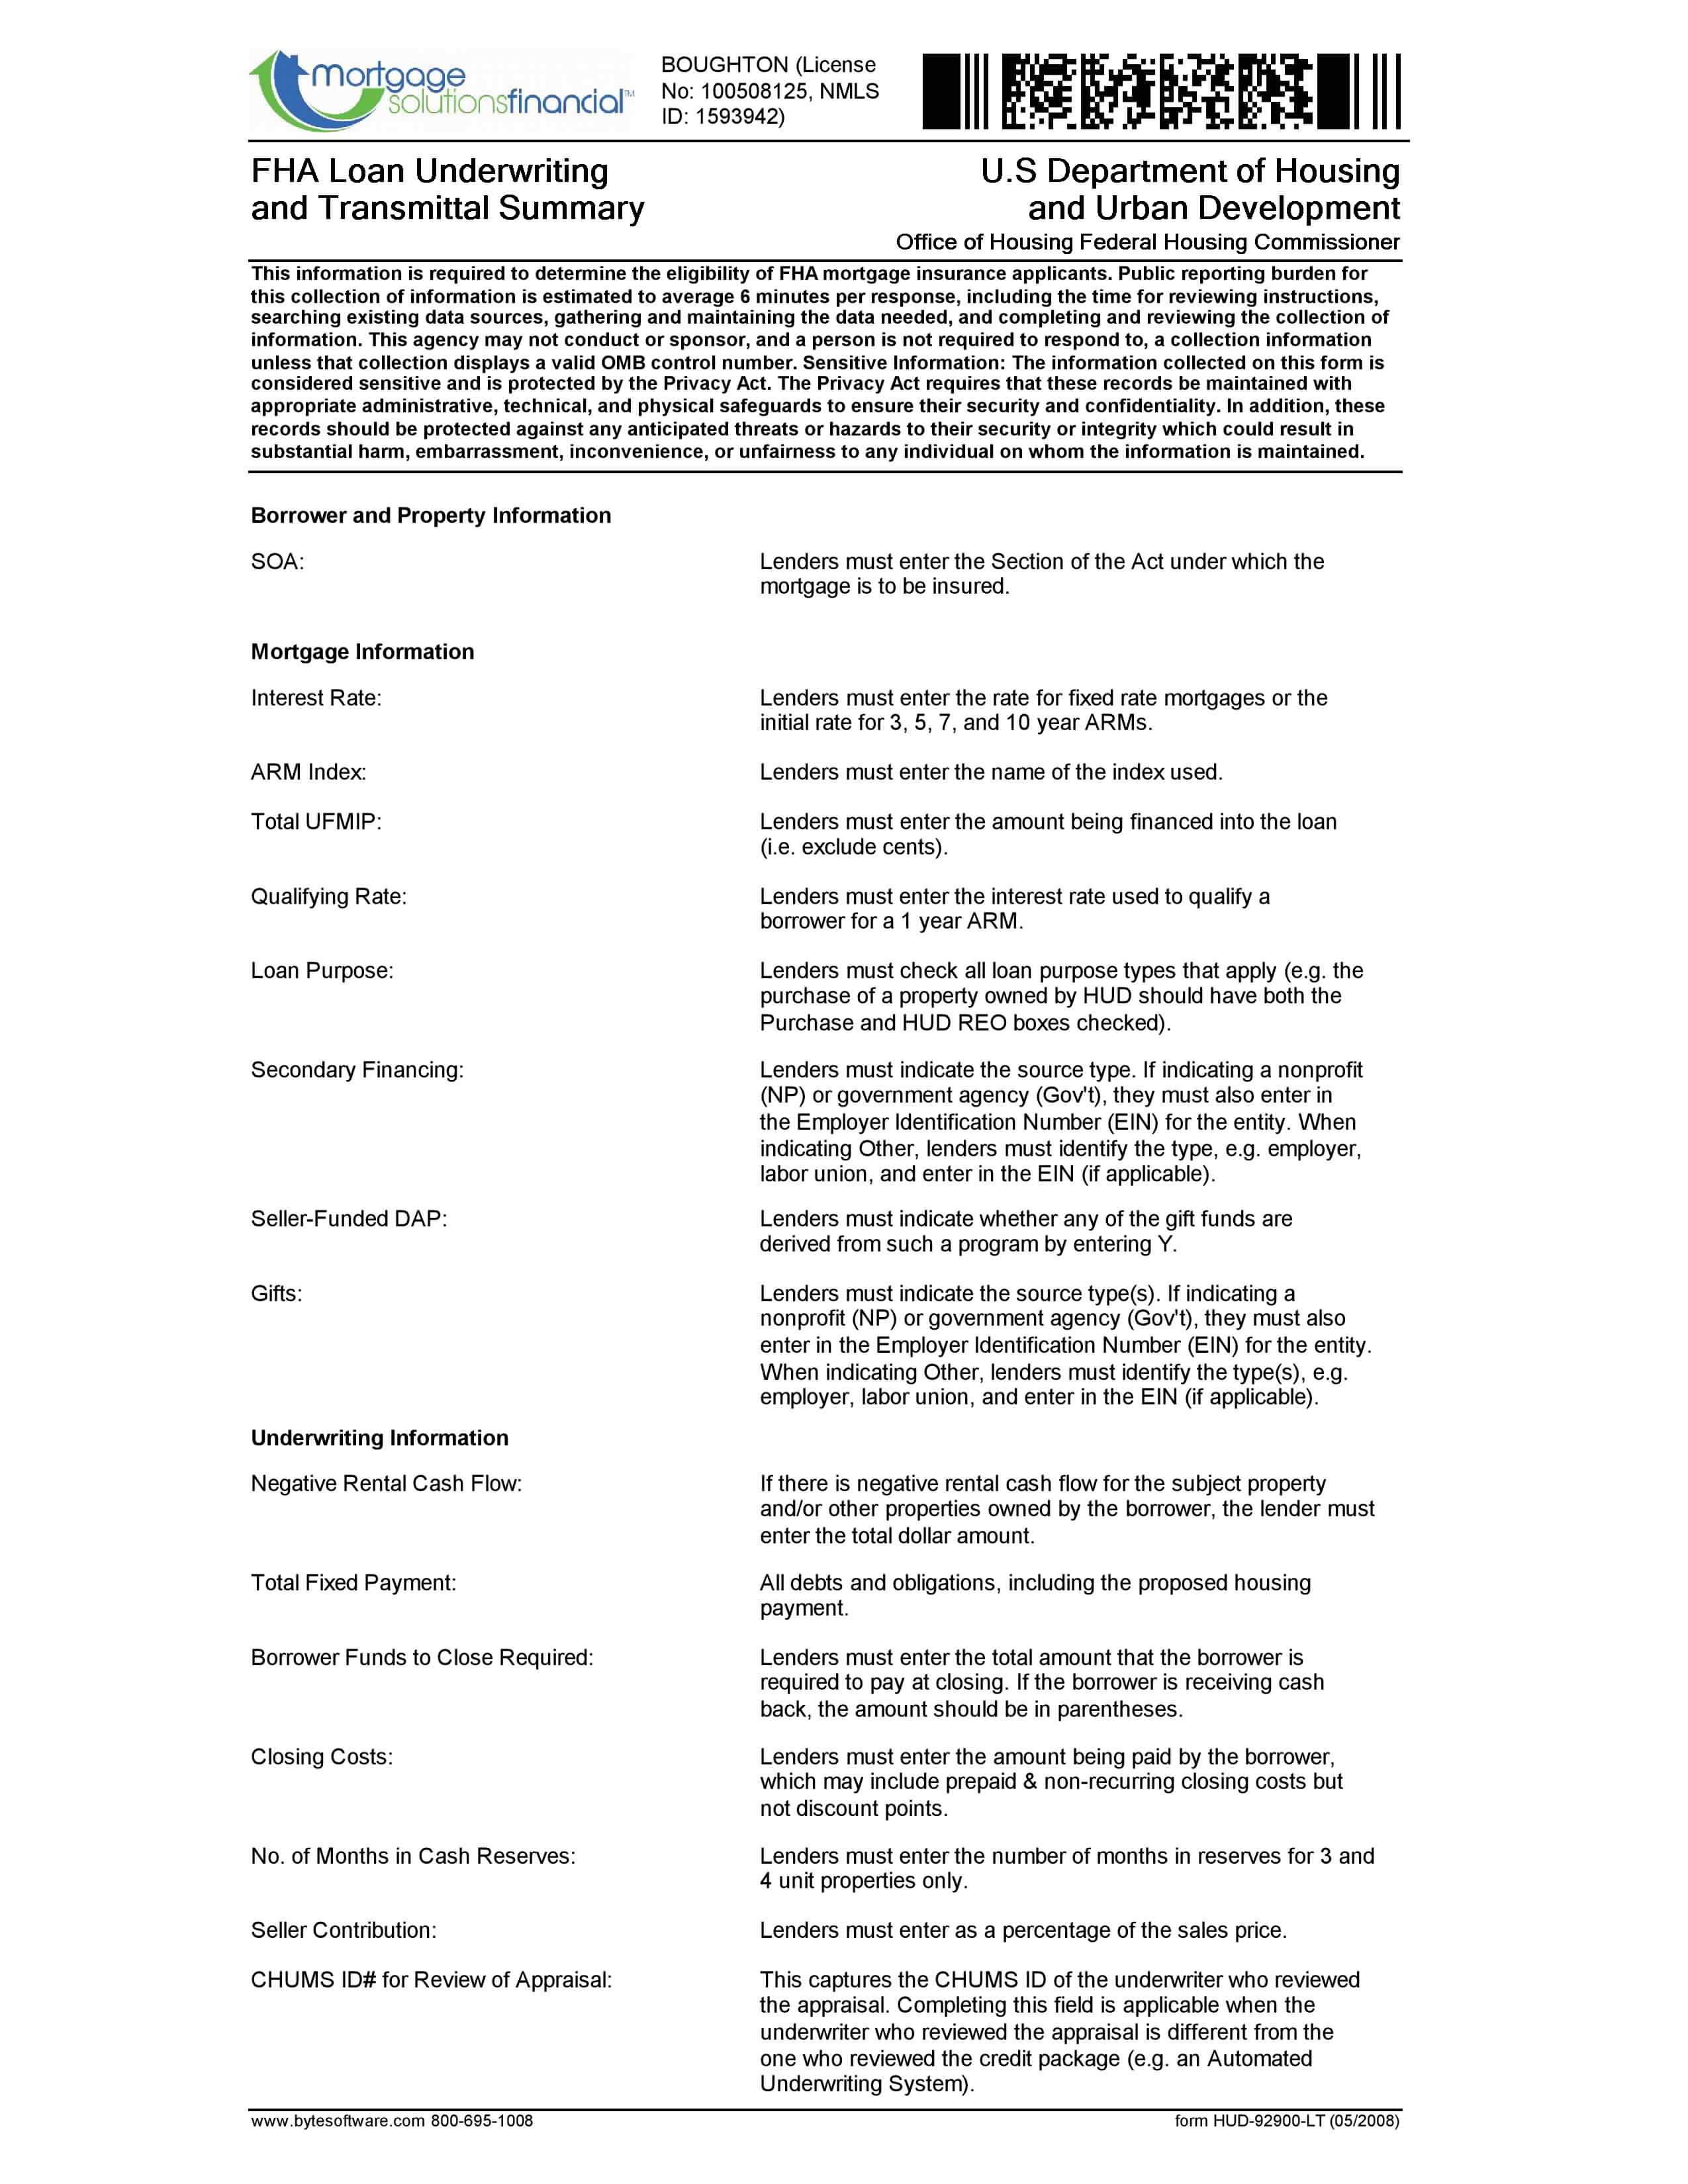 mortgage
solutionsfinancial™
BOUGHTON (License
No: 100508125, NMLS
ID: 1593942)
FHA Loan Underwriting
and Transmittal Summary
U.S Department of Housing
and Urban Development
Office of Housing Federal Housing Commissioner
This information is required to determine the eligibility of FHA mortgage insurance applicants. Public reporting burden for
this collection of information is estimated to average 6 minutes per response, including the time for reviewing instructions,
searching existing data sources, gathering and maintaining the data needed, and completing and reviewing the collection of
information. This agency may not conduct or sponsor, and a person is not required to respond to, a collection information
unless that collection displays a valid OMB control number. Sensitive Information: The information collected on this form is
considered sensitive and is protected by the Privacy Act. The Privacy Act requires that these records be maintained with
appropriate administrative, technical, and physical safeguards to ensure their security and confidentiality. In addition, these
records should be protected against any anticipated threats or hazards to their security or integrity which could result in
substantial harm, embarrassment, inconvenience, or unfairness to any individual on whom the information is maintained.
Borrower and Property Information
SOA:
Lenders must enter the Section of the Act under which the
mortgage is to be insured.
Mortgage Information
Interest Rate:
Lenders must enter the rate for fixed rate mortgages or the
initial rate for 3, 5, 7, and 10 year ARMs.
ARM Index:
Lenders must enter the name of the index used.
Total UFMIP:
Lenders must enter the amount being financed into the loan
(i.e. exclude cents).
Qualifying Rate:
Lenders must enter the interest rate used to qualify a
borrower for a 1 year ARM.
Loan Purpose:
Lenders must check all loan purpose types that apply (e.g. the
purchase of a property owned by HUD should have both the
Purchase and HUD REO boxes checked).
Secondary Financing:
Lenders must indicate the source type. If indicating a nonprofit
(NP) or government agency (Gov't), they must also enter in
the Employer Identification Number (EIN) for the entity. When
indicating Other, lenders must identify the type, e.g. employer,
labor union, and enter in the EIN (if applicable).
Seller-Funded DAP:
Lenders must indicate whether any of the gift funds are
derived from such a program by entering Y.
Gifts:
Lenders must indicate the source type(s). If indicating a
nonprofit (NP) or government agency (Gov't), they must also
enter in the Employer Identification Number (EIN) for the entity.
When indicating Other, lenders must identify the type(s), e.g.
employer, labor union, and enter in the EIN (if applicable).
Underwriting Information
Negative Rental Cash Flow:
If there is negative rental cash flow for the subject property
and/or other properties owned by the borrower, the lender must
enter the total dollar amount.
Total Fixed Payment:
All debts and obligations, including the proposed housing
payment.
Borrower Funds to Close Required:
Lenders must enter the total amount that the borrower is
required to pay at closing. If the borrower is receiving cash
back, the amount should be in parentheses.
Closing Costs:
Lenders must enter the amount being paid by the borrower,
which may include prepaid & non-recurring closing costs but
not discount points.
No. of Months in Cash Reserves:
Lenders must enter the number of months in reserves for 3 and
4 unit properties only.
Seller Contribution:
Lenders must enter as a percentage of the sales price.
CHUMS ID# for Review of Appraisal:
This captures the CHUMS ID of the underwriter who reviewed
the appraisal. Completing this field is applicable when the
underwriter who reviewed the appraisal is different from the
one who reviewed the credit package (e.g. an Automated
Underwriting System).
www.bytesoftware.com 800-695-1008
form HUD-92900-LT (05/2008)